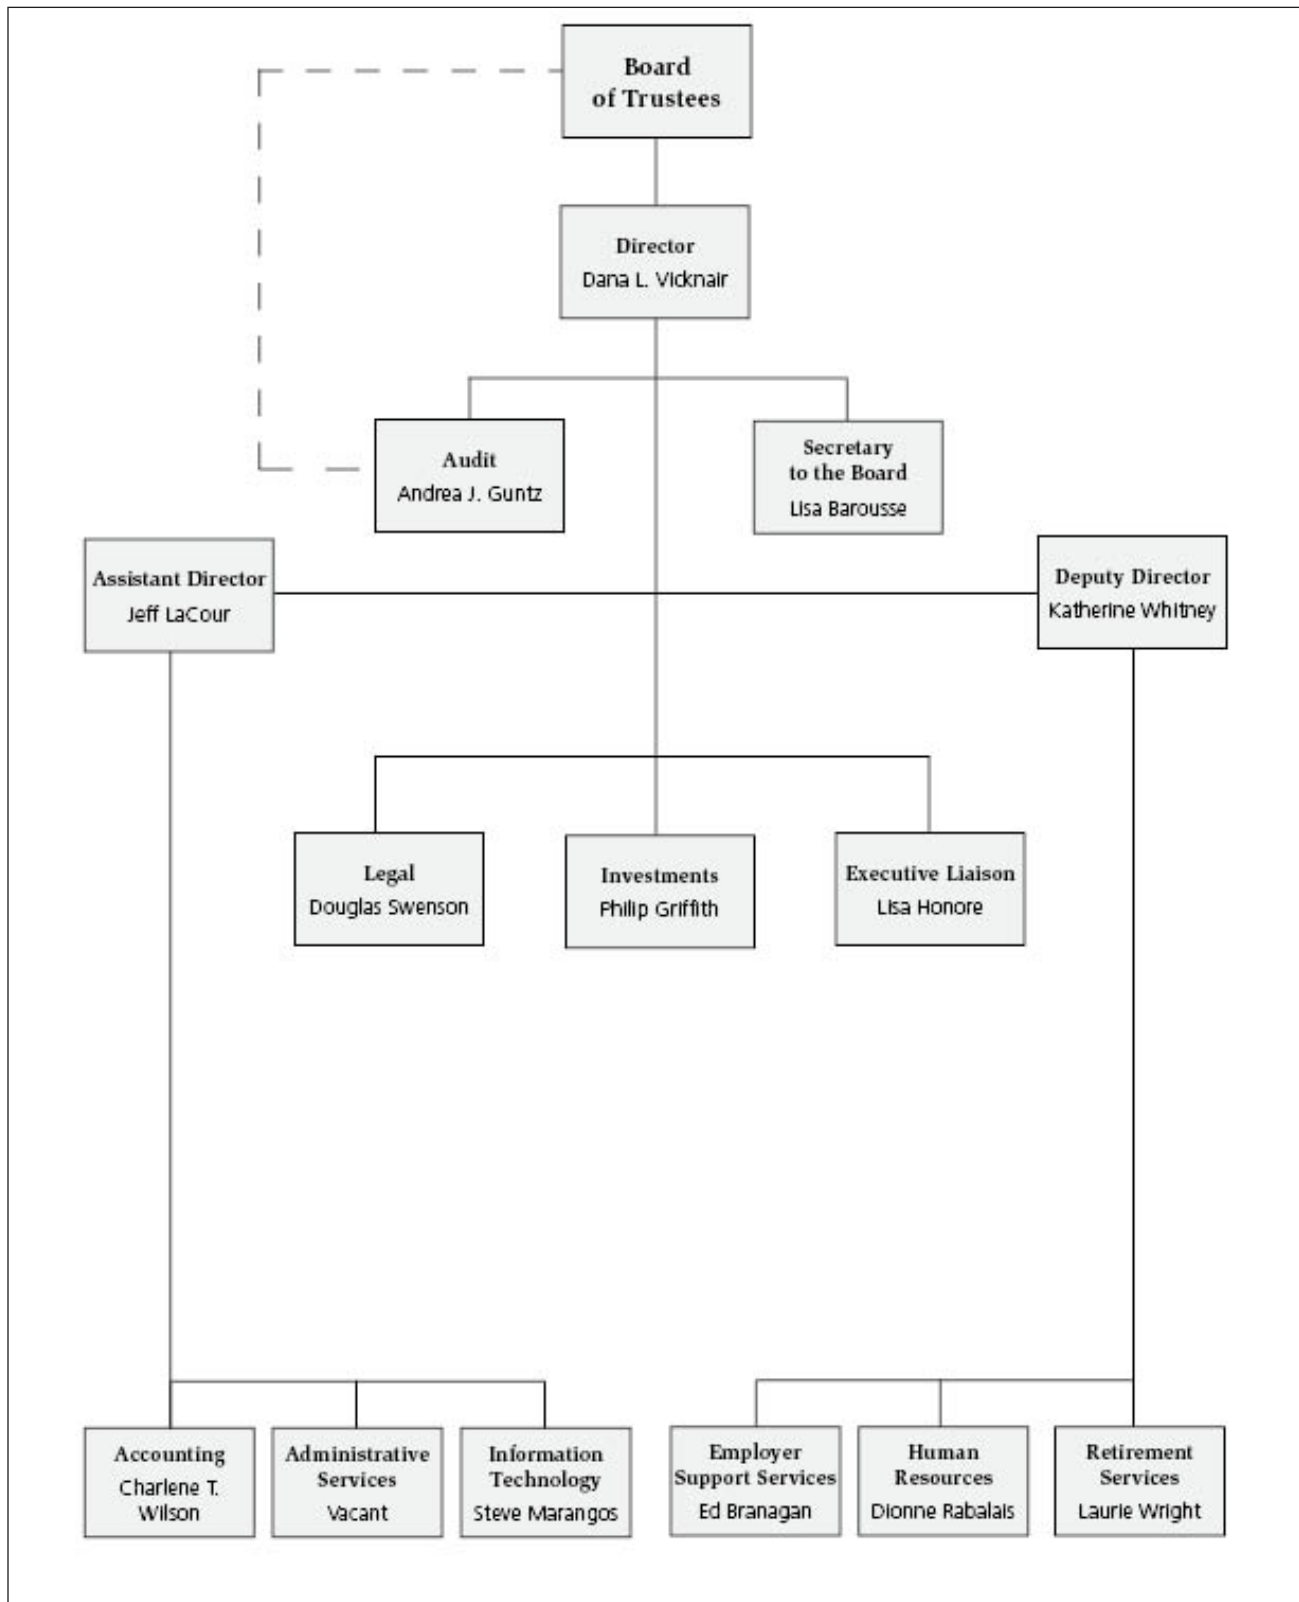 Board
of Trustees
Director
Dana L. Vicknair
Audit
Andrea J. Guntz
Secretary
to the Board
Lisa Barousse
Assistant Director
Jeff LaCour
Deputy Director
Katherine Whitney
Legal
Douglas Swenson
Investments
Philip Griffith
Executive Liaison
Lisa Honore
Accounting
Charlene T.
Wilson
Administrative
Services
Vacant
Information
Technology
Steve Marangos
Employer
Support Services
Ed Branagan
Human
Resources
Dionne Rabalais
Retirement
Services
Laurie Wright